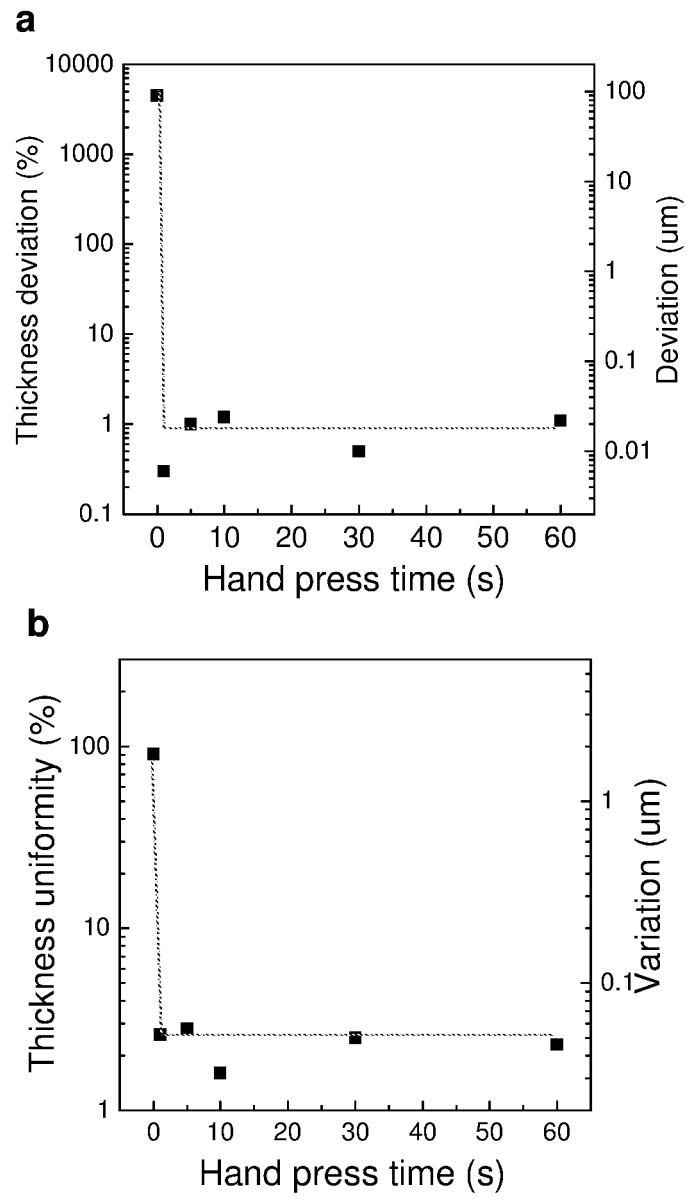 a
10000
1000
100
10
1
0.1
Thickness deviation (%)
100
10
1
0.1
0.01
Deviation (um)
0 10 20 30 40 50 60
Hand press time (s)
b
100
10
1
Thickness uniformity (%)
1
0.1
Variation (um)
0 10 20 30 40 50 60
Hand press time (s)